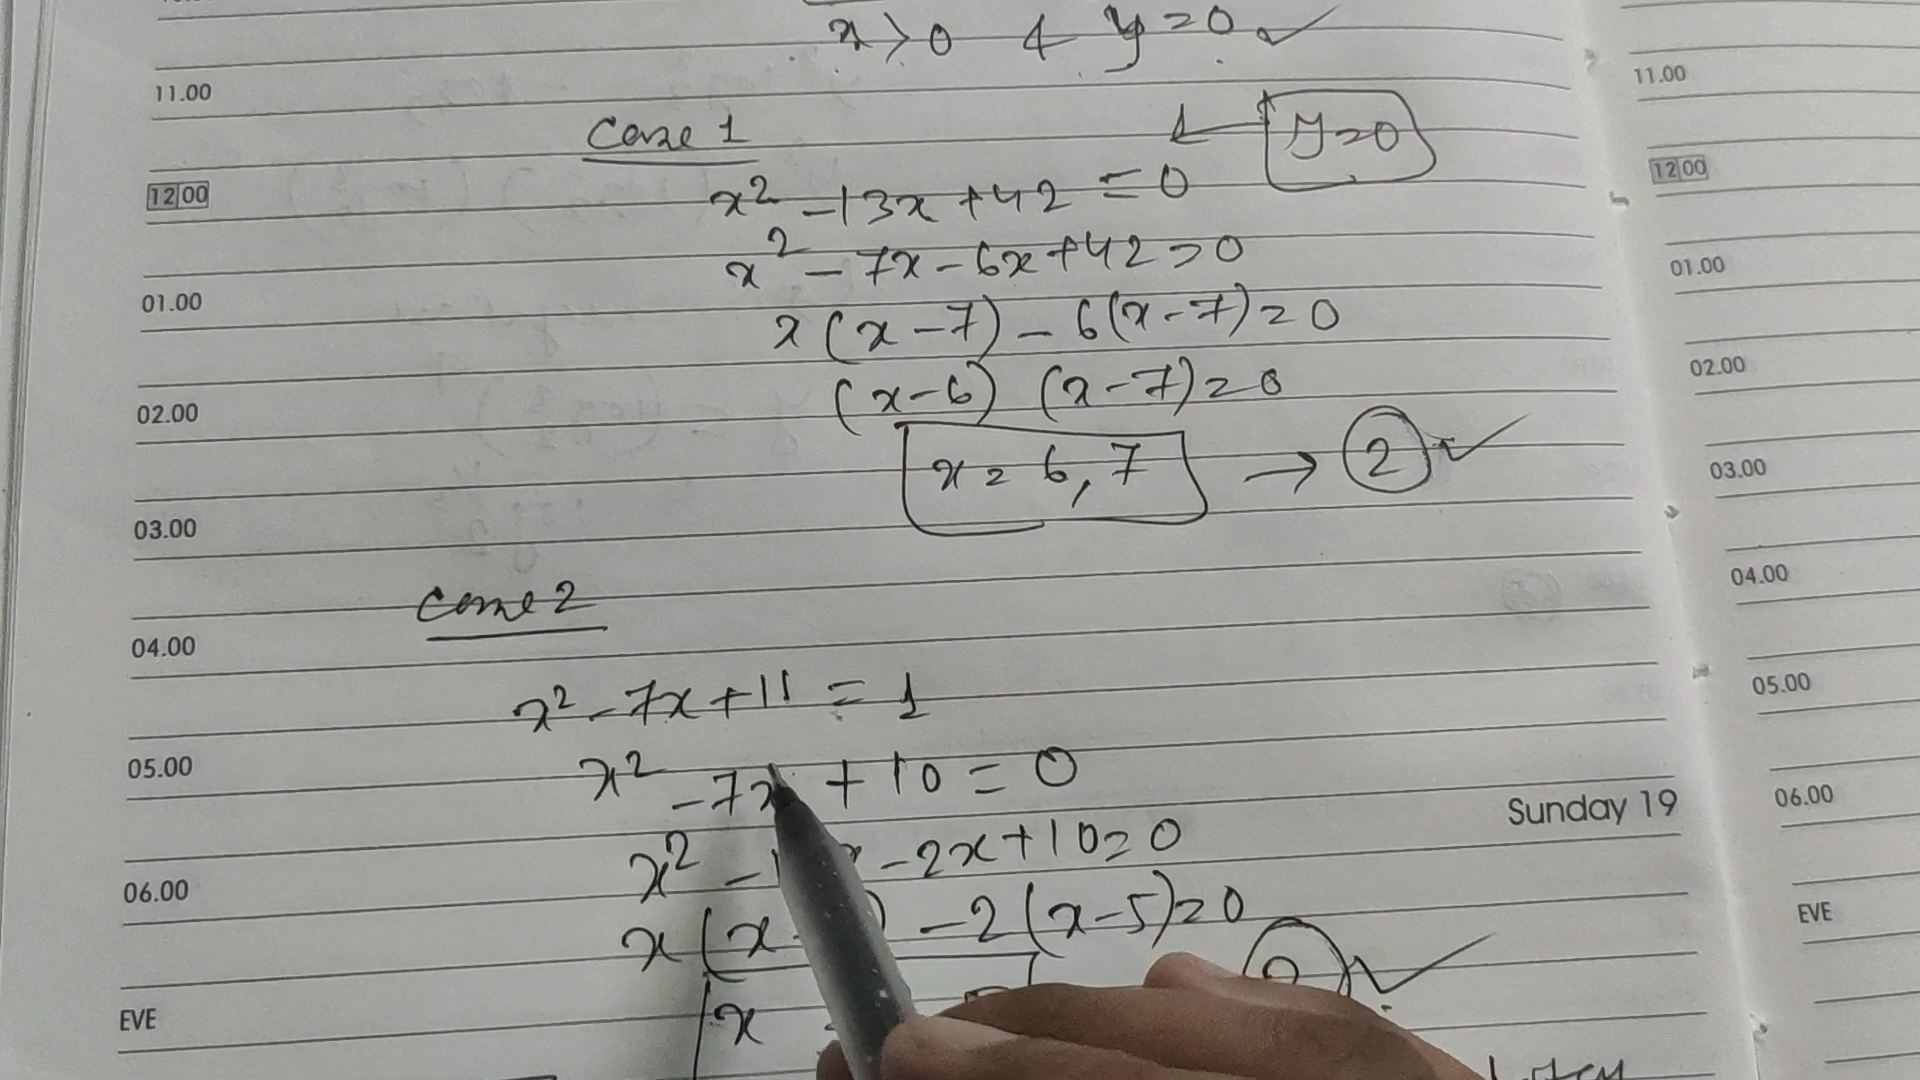 x > 0 & y = 0 ✓
11.00
11.00
Case 1
1 ← y = 0
12 00
x² - 13x + 42 = 0
12 00
x² - 7x - 6x + 42 = 0
01.00
01.00
x(x - 7) - 6(x - 7) = 0
02.00
(x - 6) (x - 7) = 0
02.00
x = 6, 7 → 2 ✓
03.00
03.00
Case 2
04.00
04.00
x² - 7x + 11 = 1
05.00
05.00
x² - 7x + 10 = 0
Sunday 19
06.00
x² - - 2x + 10 = 0
06.00
x(x - 2(x - 5) = 0
EVE
EVE
x